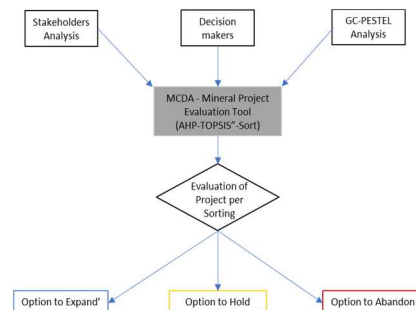 Stakeholders
Analysis
Decision
makers
GC-PESTEL
Analysis
MCDA - Mineral Project
Evaluation Tool
(AHP-TOPSIS"-Sort)
Evaluation of
Project per
Sorting
Option to Expand'
Option to Hold
Option to Abandon